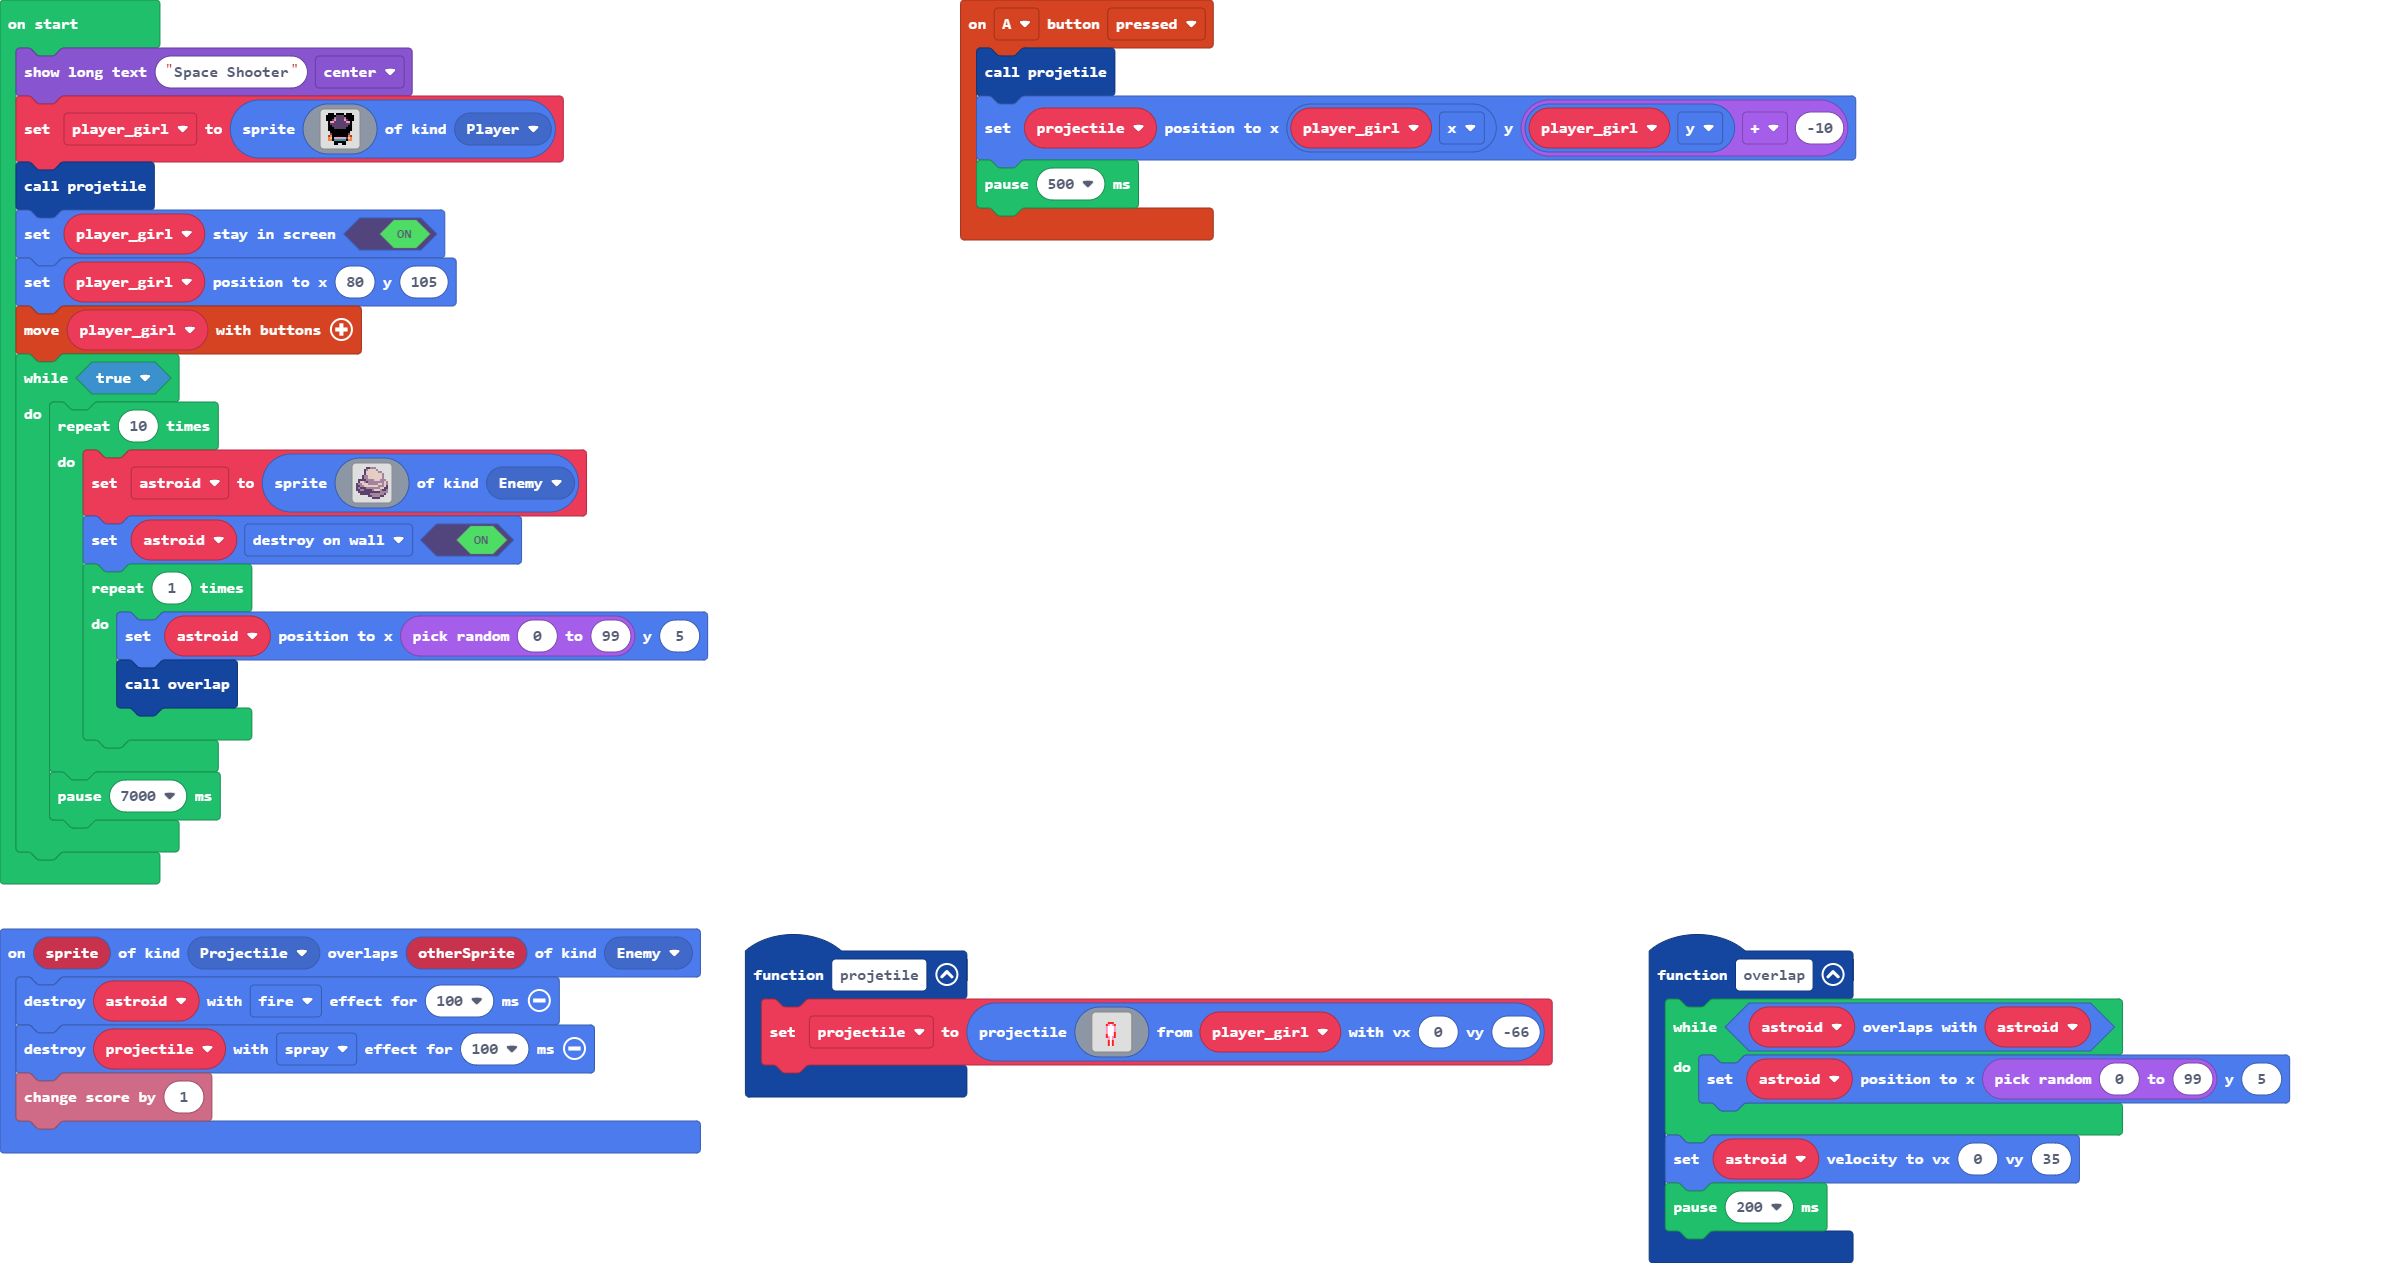 on start
show long text "Space Shooter" center
set player_girl to sprite of kind Player
call projetile
set player_girl stay in screen ON
set player_girl position to x 80 y 105
move player_girl with buttons
while true
do
repeat 10 times
do
set astroid to sprite of kind Enemy
set astroid destroy on wall ON
repeat 1 times
do
set astroid position to x pick random 0 to 99 y 5
call overlap
pause 7000 ms
on A button pressed
call projetile
set projectile position to x player_girl x y player_girl y + -10
pause 500 ms
on sprite of kind Projectile overlaps otherSprite of kind Enemy
destroy astroid with fire effect for 100 ms
destroy projectile with spray effect for 100 ms
change score by 1
function projetile
set projectile to projectile from player_girl with vx 0 vy -66
function overlap
while astroid overlaps with astroid
do
set astroid position to x pick random 0 to 99 y 5
set astroid velocity to vx 0 vy 35
pause 200 ms